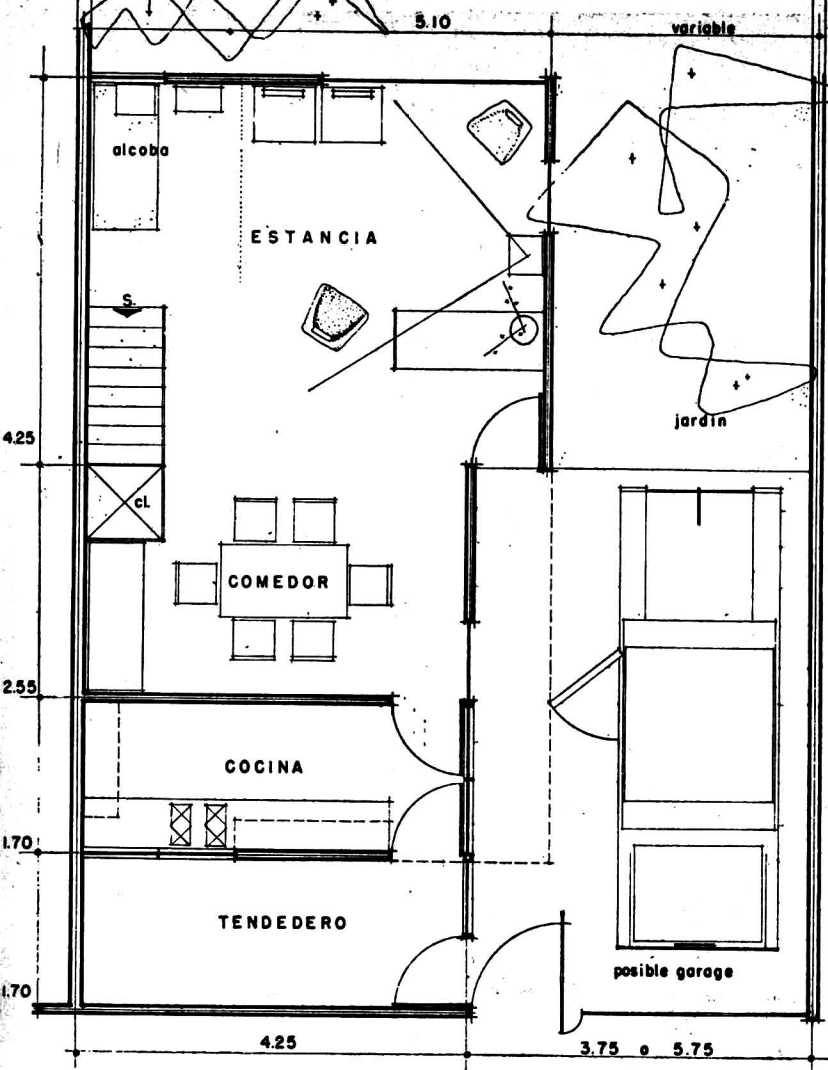 5.10
variable
alcoba
ESTANCIA
S.
jardin
4.25
cl.
COMEDOR
2.55
COCINA
1.70
TENDEDERO
posible garage
1.70
4.25
3.75 o 5.75